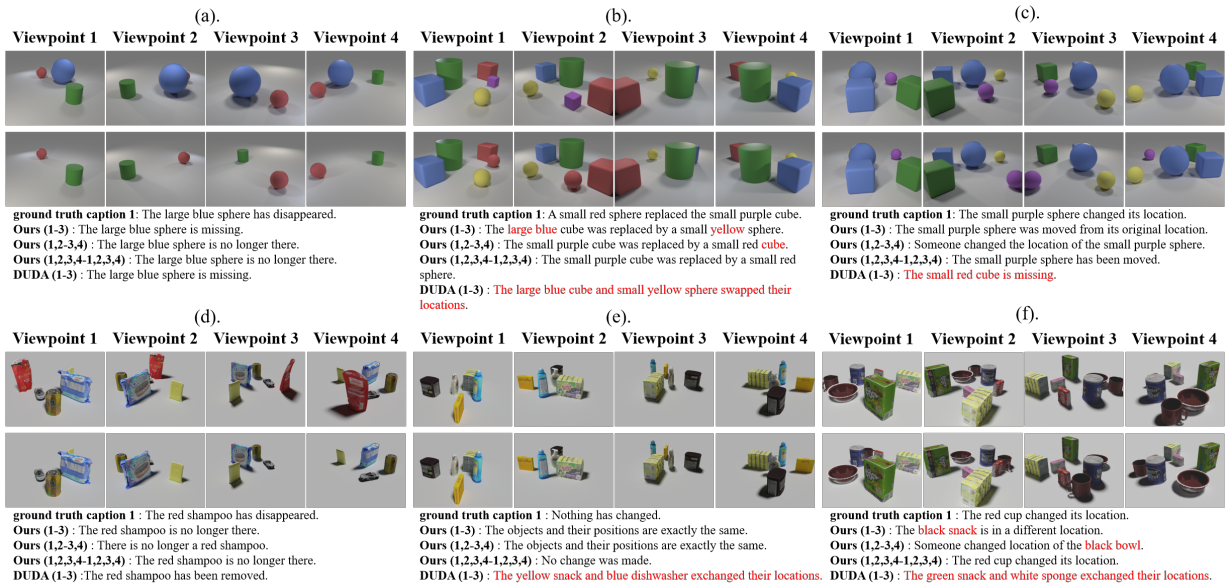 (a).
Viewpoint 1 Viewpoint 2 Viewpoint 3 Viewpoint 4
ground truth caption 1: The large blue sphere has disappeared.
Ours (1-3) : The large blue sphere is missing.
Ours (1,2-3,4) : The large blue sphere is no longer there.
Ours (1,2,3,4-1,2,3,4) : The large blue sphere is no longer there.
DUDA (1-3) : The large blue sphere is missing.
(b).
Viewpoint 1 Viewpoint 2 Viewpoint 3 Viewpoint 4
ground truth caption 1: A small red sphere replaced the small purple cube.
Ours (1-3) : The large blue cube was replaced by a small yellow sphere.
Ours (1,2-3,4) : The small purple cube was replaced by a small red cube.
Ours (1,2,3,4-1,2,3,4) : The small purple cube was replaced by a small red
sphere.
DUDA (1-3) : The large blue cube and small yellow sphere swapped their
locations.
(c).
Viewpoint 1 Viewpoint 2 Viewpoint 3 Viewpoint 4
ground truth caption 1: The small purple sphere changed its location.
Ours (1-3) : The small purple sphere was moved from its original location.
Ours (1,2-3,4) : Someone changed the location of the small purple sphere.
Ours (1,2,3,4-1,2,3,4) : The small purple sphere has been moved.
DUDA (1-3) : The small red cube is missing.
(d).
Viewpoint 1 Viewpoint 2 Viewpoint 3 Viewpoint 4
ground truth caption 1 : The red shampoo has disappeared.
Ours (1-3) : The red shampoo is no longer there.
Ours (1,2-3,4) : There is no longer a red shampoo.
Ours (1,2,3,4-1,2,3,4) : The red shampoo is no longer there.
DUDA (1-3) : The red shampoo has been removed.
(e).
Viewpoint 1 Viewpoint 2 Viewpoint 3 Viewpoint 4
ground truth caption 1 : Nothing has changed.
Ours (1-3) : The objects and their positions are exactly the same.
Ours (1,2-3,4) : The objects and their positions are exactly the same.
Ours (1,2,3,4-1,2,3,4) : No change was made.
DUDA (1-3) : The yellow snack and blue dishwasher exchanged their locations.
(f).
Viewpoint 1 Viewpoint 2 Viewpoint 3 Viewpoint 4
ground truth caption 1 : The red cup changed its location.
Ours (1-3) : The black snack is in a different location.
Ours (1,2-3,4) : Someone changed location of the black bowl.
Ours (1,2,3,4-1,2,3,4) : The red cup changed its location.
DUDA (1-3) : The green snack and white sponge exchanged their locations.